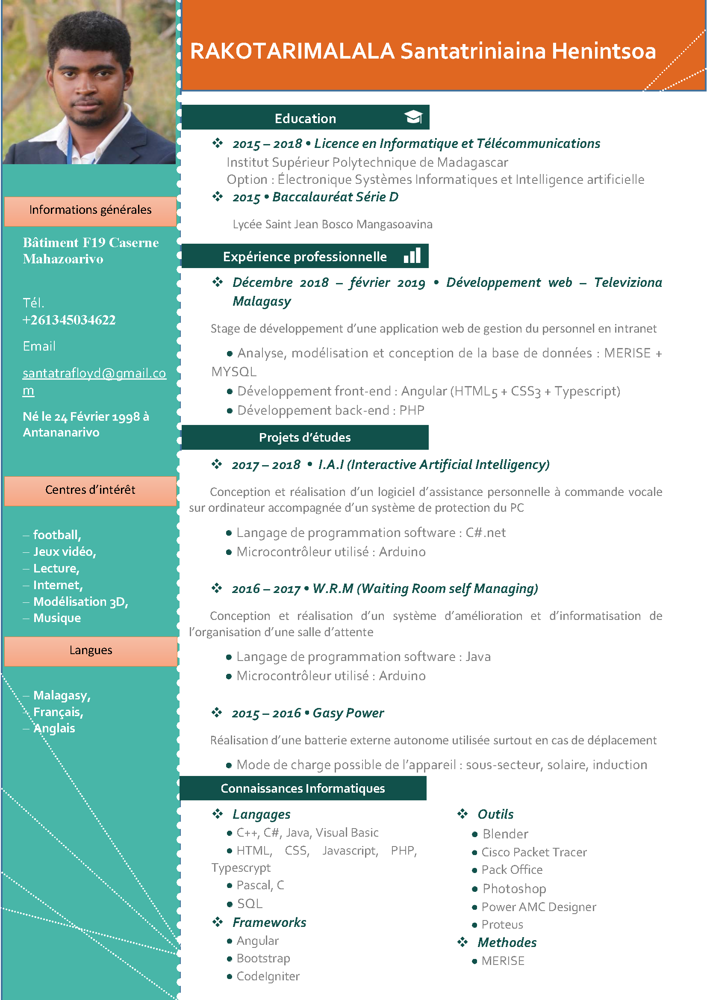 RAKOTARIMALALA Santatriniaina Henintsoa
Informations générales
Bâtiment F19 Caserne
Mahazoarivo
Tél.
+261345034622
Email
santatrafloyd@gmail.co
m
Né le 24 Février 1998 à
Antananarivo
Centres d’intérêt
– football,
– Jeux vidéo,
– Lecture,
– Internet,
– Modélisation 3D,
– Musique
Langues
– Malagasy,
– Français,
– Anglais
Education
❖ 2015 – 2018 • Licence en Informatique et Télécommunications
Institut Supérieur Polytechnique de Madagascar
Option : Électronique Systèmes Informatiques et Intelligence artificielle
❖ 2015 • Baccalauréat Série D
Lycée Saint Jean Bosco Mangasoavina
Expérience professionnelle
❖ Décembre 2018 – février 2019 • Développement web – Televiziona
Malagasy
Stage de développement d’une application web de gestion du personnel en intranet
• Analyse, modélisation et conception de la base de données : MERISE +
MYSQL
• Développement front-end : Angular (HTML5 + CSS3 + Typescript)
• Développement back-end : PHP
Projets d’études
❖ 2017 – 2018 • I.A.I (Interactive Artificial Intelligency)
Conception et réalisation d’un logiciel d’assistance personnelle à commande vocale
sur ordinateur accompagnée d’un système de protection du PC
• Langage de programmation software : C#.net
• Microcontrôleur utilisé : Arduino
❖ 2016 – 2017 • W.R.M (Waiting Room self Managing)
Conception et réalisation d’un système d’amélioration et d’informatisation de
l’organisation d’une salle d’attente
• Langage de programmation software : Java
• Microcontrôleur utilisé : Arduino
❖ 2015 – 2016 • Gasy Power
Réalisation d’une batterie externe autonome utilisée surtout en cas de déplacement
• Mode de charge possible de l’appareil : sous-secteur, solaire, induction
Connaissances Informatiques
❖ Langages
• C++, C#, Java, Visual Basic
• HTML, CSS, Javascript, PHP,
Typescrypt
• Pascal, C
• SQL
❖ Frameworks
• Angular
• Bootstrap
• CodeIgniter
❖ Outils
• Blender
• Cisco Packet Tracer
• Pack Office
• Photoshop
• Power AMC Designer
• Proteus
❖ Methodes
• MERISE